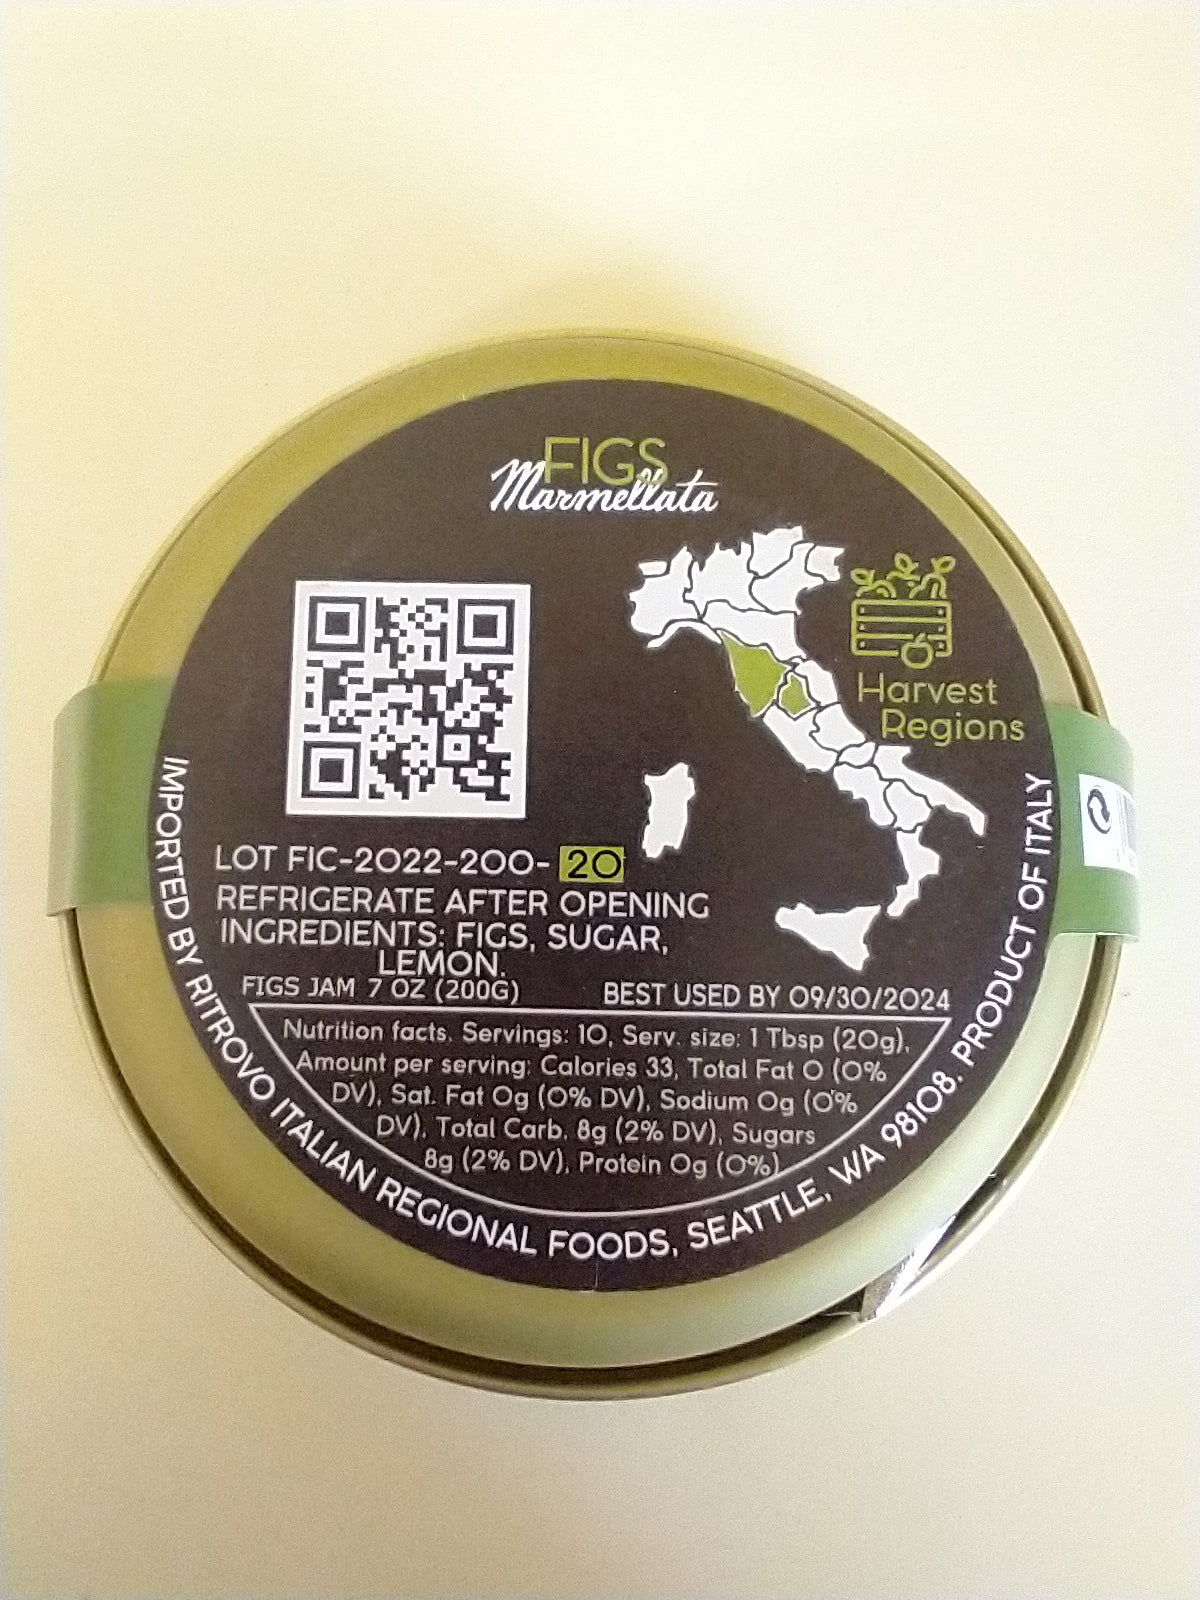 FIGS
Marmellata
Harvest
Regions
LOT FIC-2022-200- 20
REFRIGERATE AFTER OPENING
INGREDIENTS: FIGS, SUGAR,
LEMON.
FIGS JAM 7 OZ (200G)
BEST USED BY 09/30/2024
Nutrition facts. Servings: 10, Serv. size: 1 Tbsp (20g),
Amount per serving: Calories 33, Total Fat 0 (0%
DV), Sat. Fat 0g (0% DV), Sodium 0g (0%
DV), Total Carb. 8g (2% DV), Sugars
8g (2% DV), Protein 0g (0%)
IMPORTED BY RITROVO ITALIAN REGIONAL FOODS, SEATTLE, WA 98108. PRODUCT OF ITALY